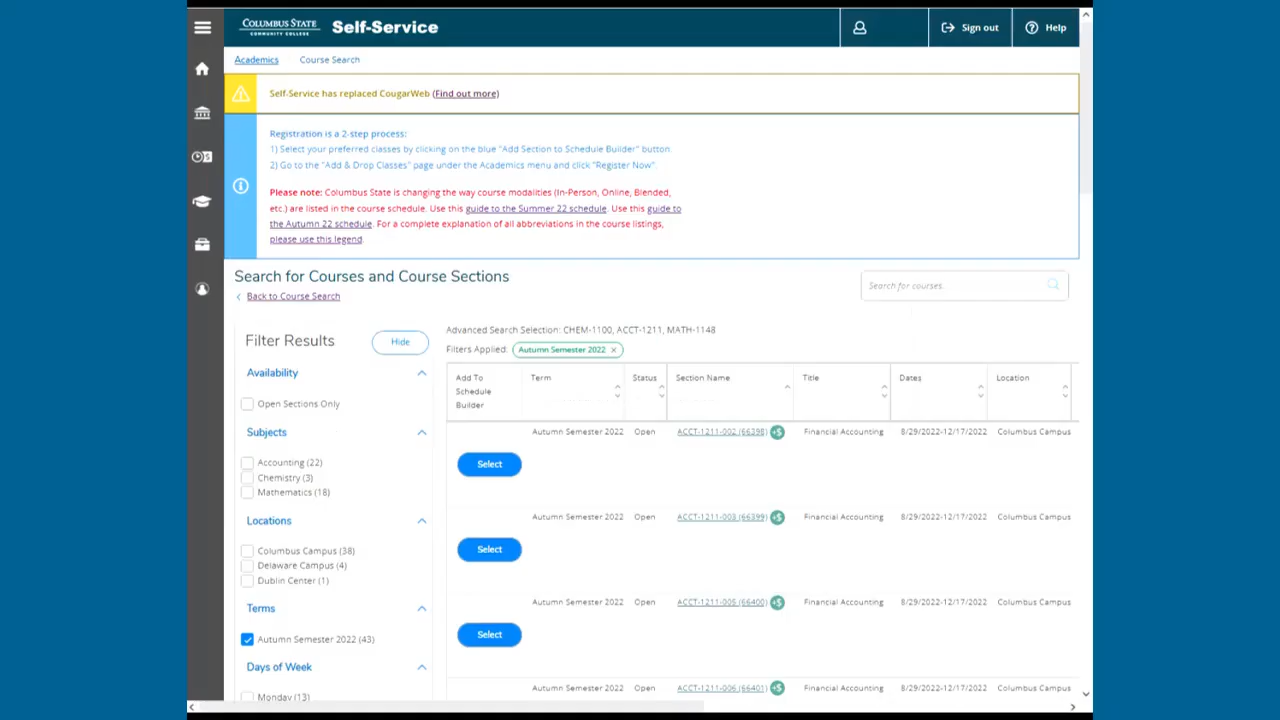 COLUMBUS STATE
COMMUNITY COLLEGE
Self-Service
Sign out
Help
Academics
Course Search
Self-Service has replaced CougarWeb (Find out more)
Registration is a 2-step process:
1) Select your preferred classes by clicking on the blue "Add Section to Schedule Builder" button.
2) Go to the "Add & Drop Classes" page under the Academics menu and click "Register Now".
Please note: Columbus State is changing the way course modalities (In-Person, Online, Blended,
etc.) are listed in the course schedule. Use this guide to the Summer 22 schedule. Use this guide to
the Autumn 22 schedule. For a complete explanation of all abbreviations in the course listings,
please use this legend.
Search for Courses and Course Sections
Search for courses.
Back to Course Search
Filter Results
Hide
Availability
Open Sections Only
Subjects
Accounting (22)
Chemistry (3)
Mathematics (18)
Locations
Columbus Campus (38)
Delaware Campus (4)
Dublin Center (1)
Terms
Autumn Semester 2022 (43)
Days of Week
Monday (13)
Advanced Search Selection: CHEM-1100, ACCT-1211, MATH-1148
Filters Applied: Autumn Semester 2022 ×
Add To Schedule Builder Term Status Section Name Title Dates Location
Autumn Semester 2022 Open ACCT-1211-002 (66398) +$ Financial Accounting 8/29/2022-12/17/2022 Columbus Campus
Select
Autumn Semester 2022 Open ACCT-1211-003 (66399) +$ Financial Accounting 8/29/2022-12/17/2022 Columbus Campus
Select
Autumn Semester 2022 Open ACCT-1211-005 (66400) +$ Financial Accounting 8/29/2022-12/17/2022 Columbus Campus
Select
Autumn Semester 2022 Open ACCT-1211-006 (66401) +$ Financial Accounting 8/29/2022-12/17/2022 Columbus Campus